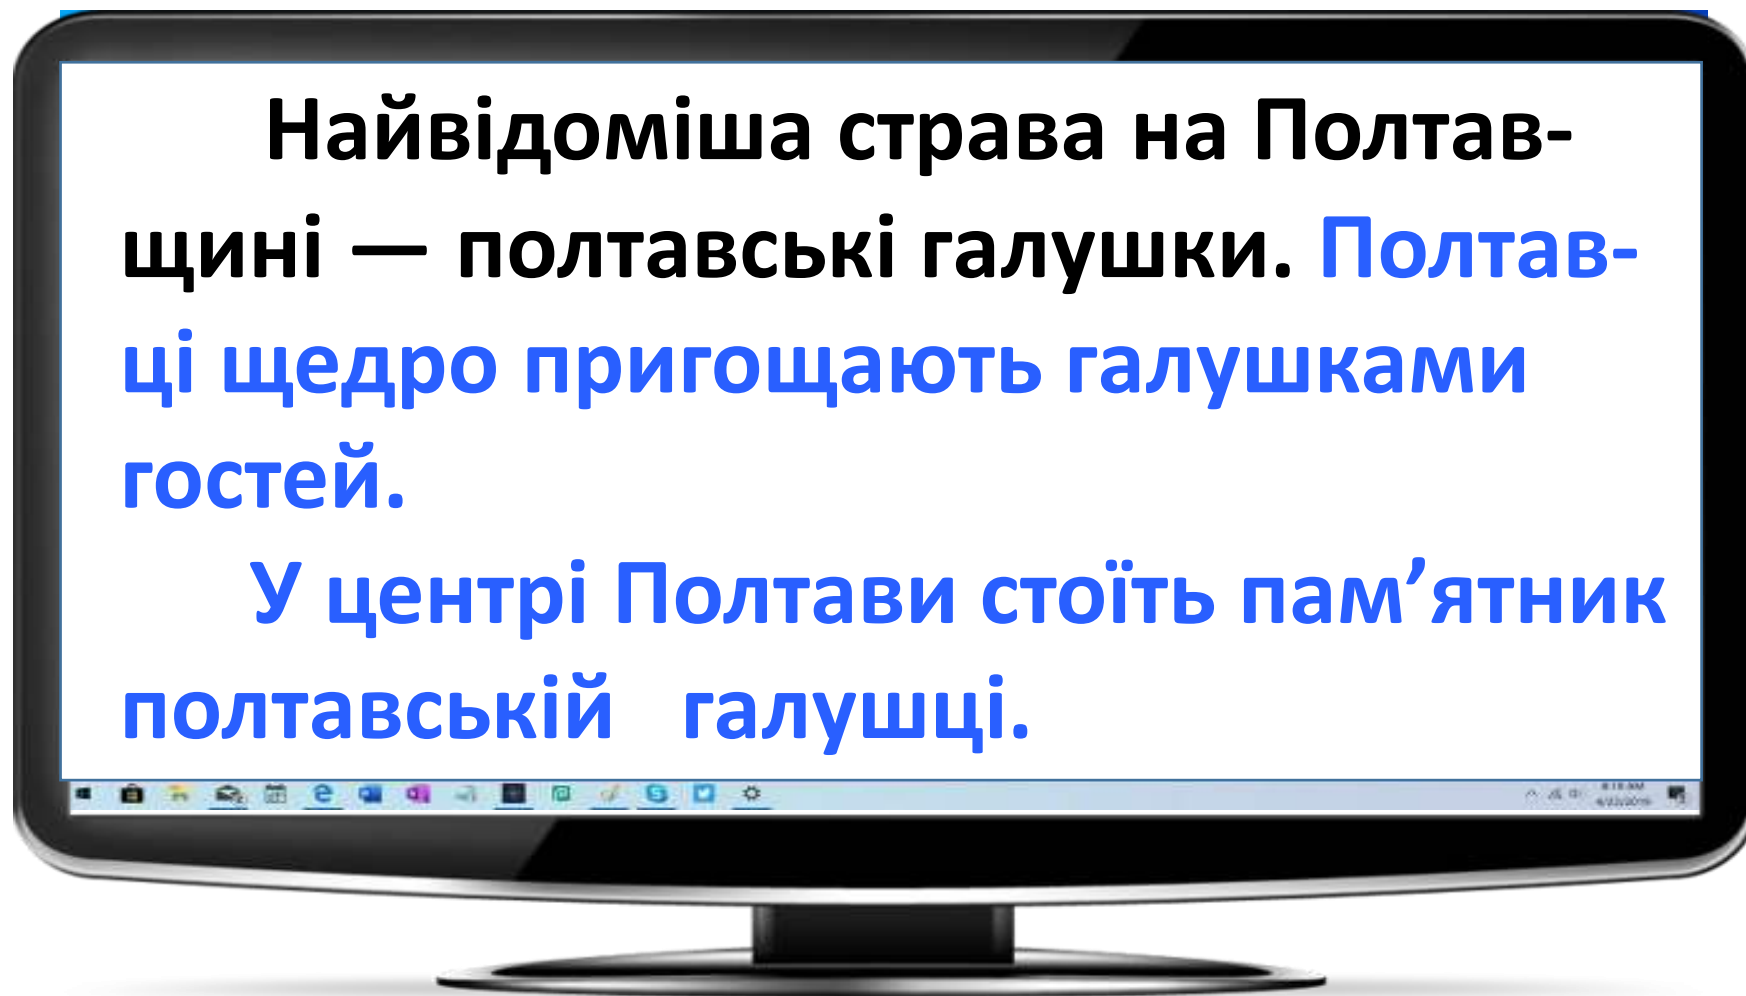 Найвідоміша страва на Полтав-
щині — полтавські галушки. Полтав-
ці щедро пригощають галушками
гостей.
У центрі Полтави стоїть пам’ятник
полтавській галушці.